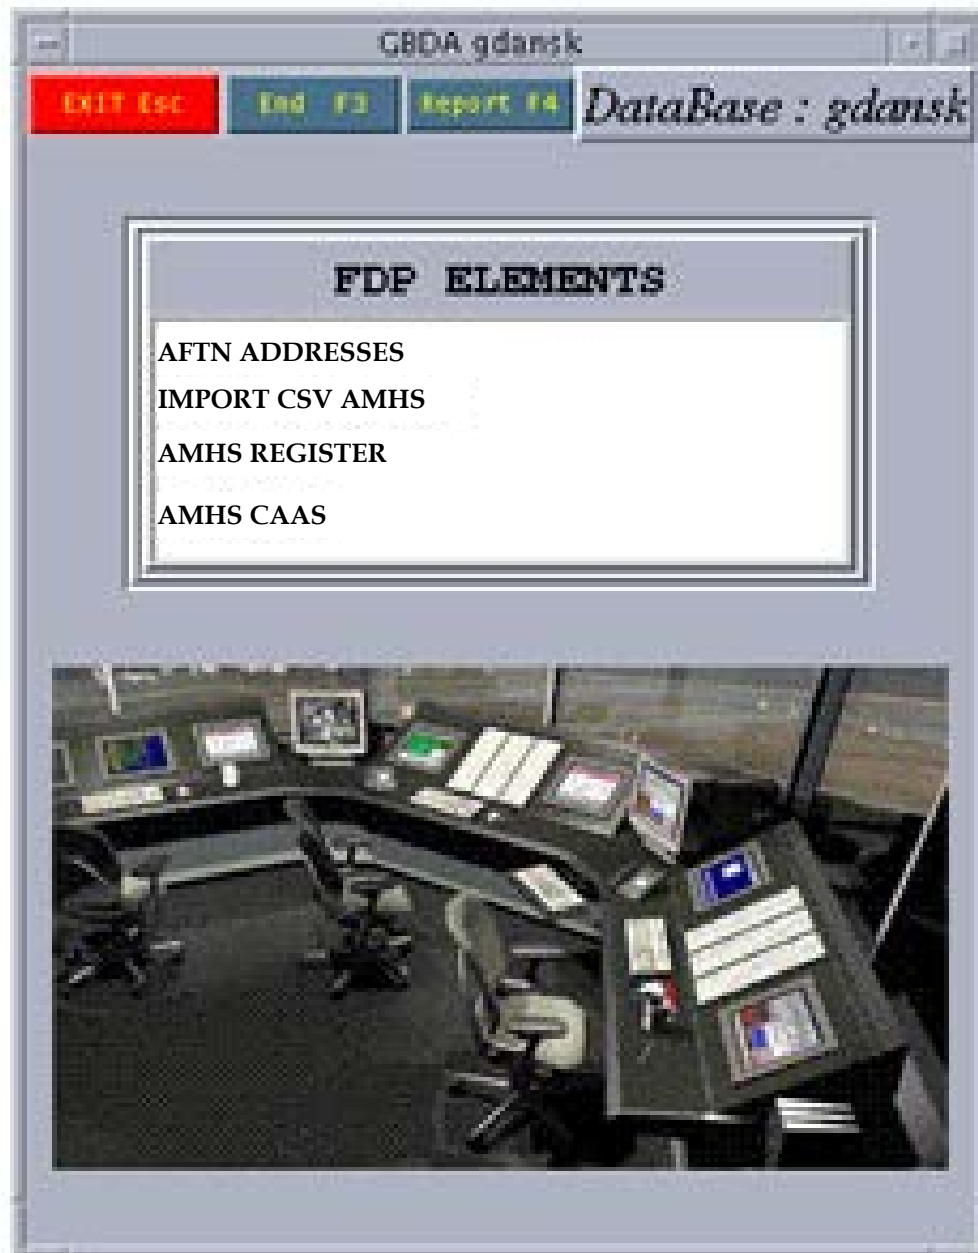 GBDA gdansk
EXIT Esc
End F3
Report F4
DataBase : gdansk
FDP ELEMENTS
AFTN ADDRESSES
IMPORT CSV AMHS
AMHS REGISTER
AMHS CAAS